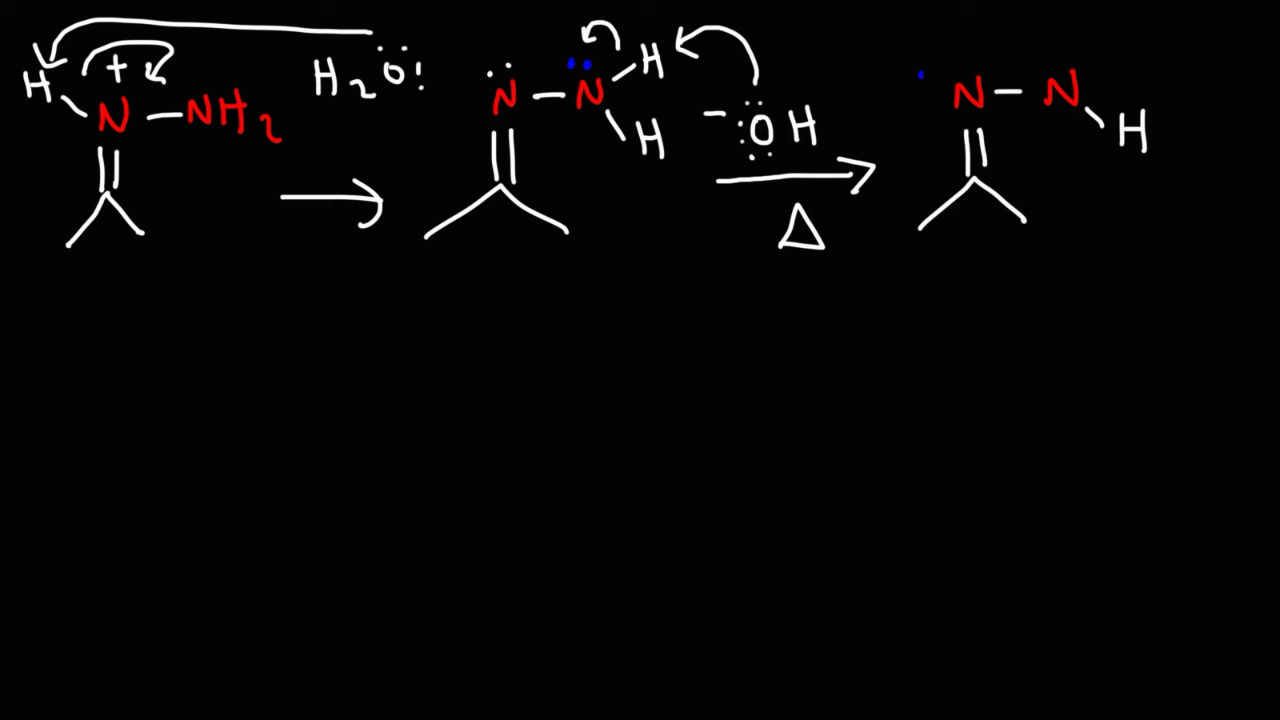 H + N — NH2
H2O
N — N H H
- OH
Δ
N — N H